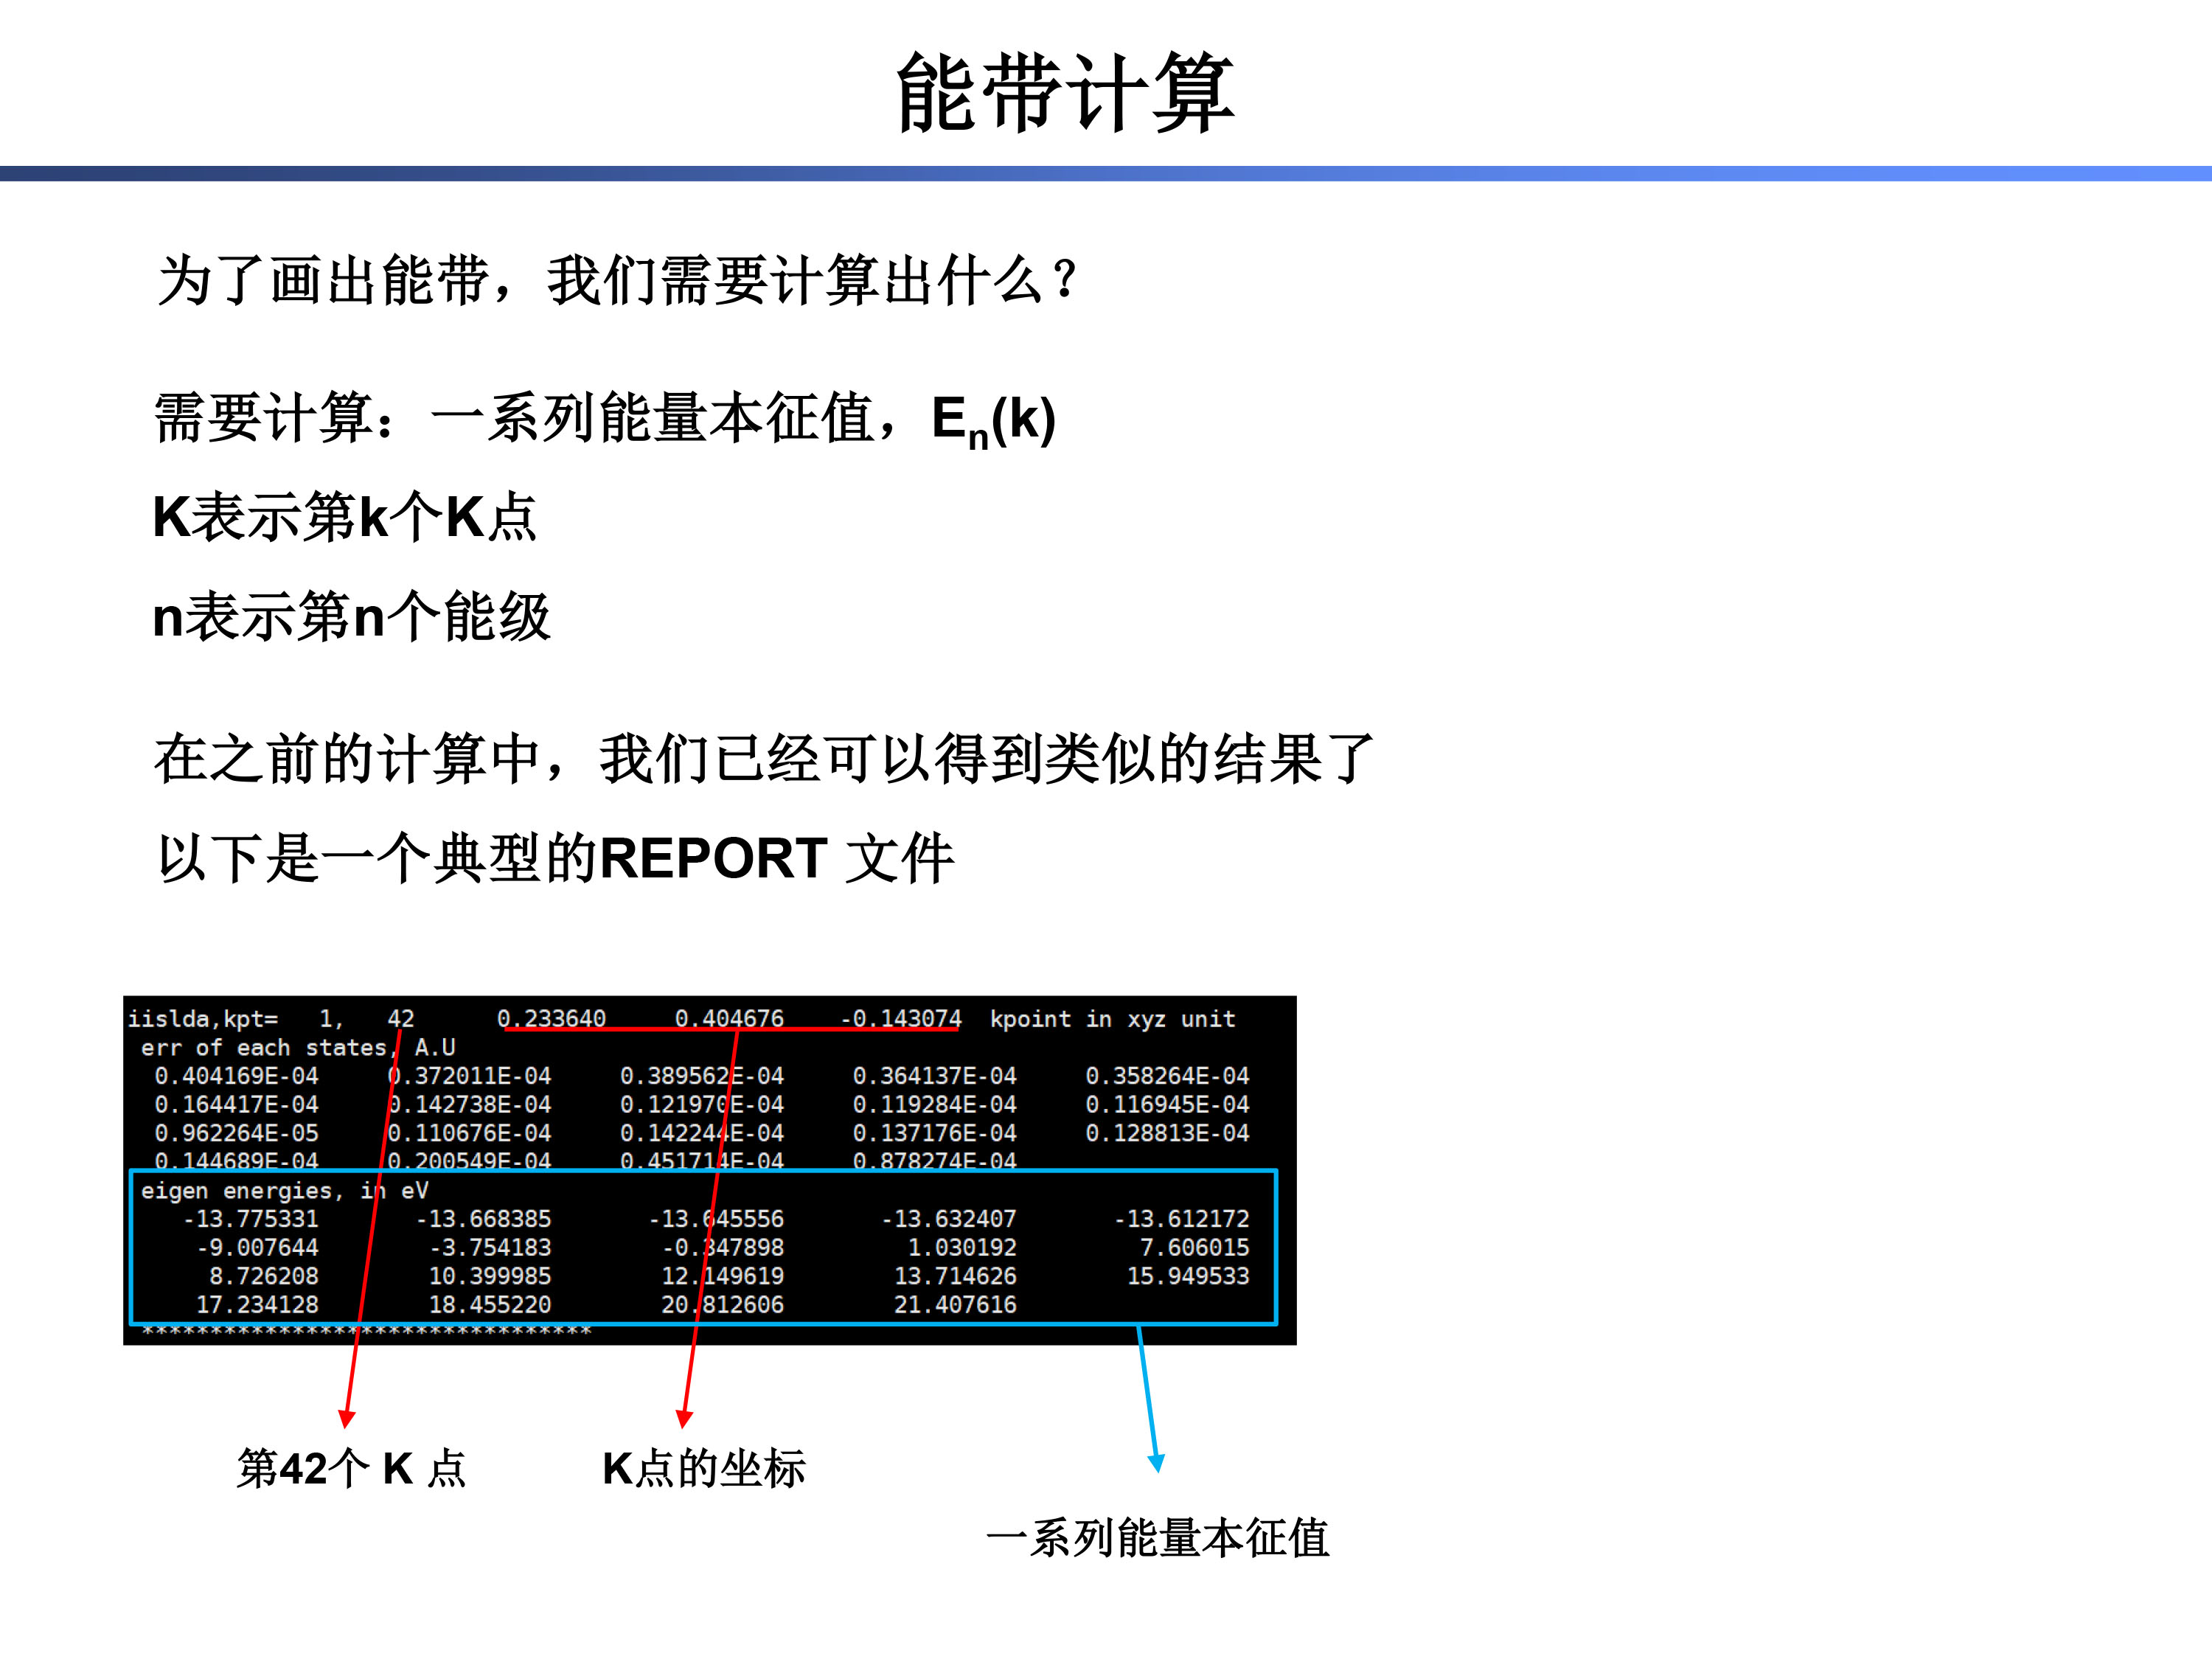 能带计算
为了画出能带，我们需要计算出什么？
需要计算：一系列能量本征值，En(k)
K表示第k个K点
n表示第n个能级
在之前的计算中，我们已经可以得到类似的结果了
以下是一个典型的REPORT 文件
iislda,kpt=   1,   42      0.233640     0.404676    -0.143074  kpoint in xyz unit
err of each states, A.U
0.404169E-04     0.372011E-04     0.389562E-04     0.364137E-04     0.358264E-04
0.164417E-04     0.142738E-04     0.121970E-04     0.119284E-04     0.116945E-04
0.962264E-05     0.110676E-04     0.142244E-04     0.137176E-04     0.128813E-04
0.144689E-04     0.200549E-04     0.451714E-04     0.878274E-04
eigen energies, in eV
-13.775331       -13.668385       -13.645556       -13.632407       -13.612172
-9.007644        -3.754183        -0.347898         1.030192         7.606015
8.726208        10.399985        12.149619        13.714626        15.949533
17.234128        18.455220        20.812606        21.407616
*********************************
第42个 K 点
K点的坐标
一系列能量本征值